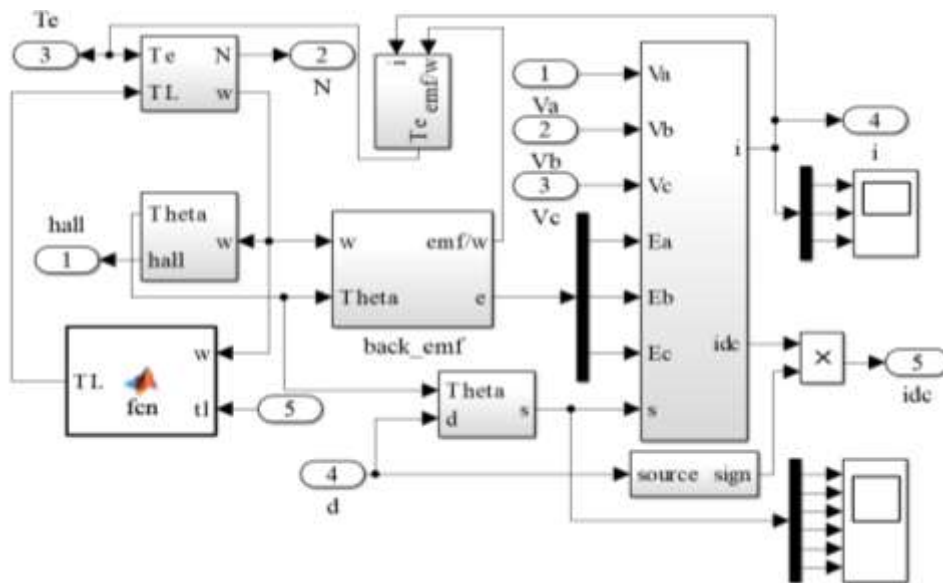 Te
3
Te N
TL w
2
N
i
emf/w
Te
1
Va
2
Vb
3
Vc
Va
Vb
Vc
Ea
Eb
Ec
s
i
idc
4
i
hall
1
Theta
w
hall
w emf/w
Theta e
back_emf
w
TL
fcn
tl
5
Theta
d
s
4
d
source sign
×
5
idc